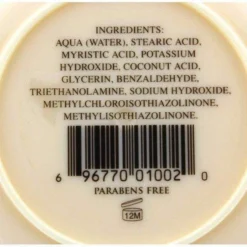 INGREDIENTS:
AQUA (WATER), STEARIC ACID,
MYRISTIC ACID, POTASSIUM
HYDROXIDE, COCONUT ACID,
GLYCERIN, BENZALDEHYDE,
TRIETHANOLAMINE, SODIUM HYDROXIDE,
METHYLCHLOROISOTHIAZOLINONE,
METHYLISOTHIAZOLINONE.
6 96770 01002 0
PARABENS FREE
12M